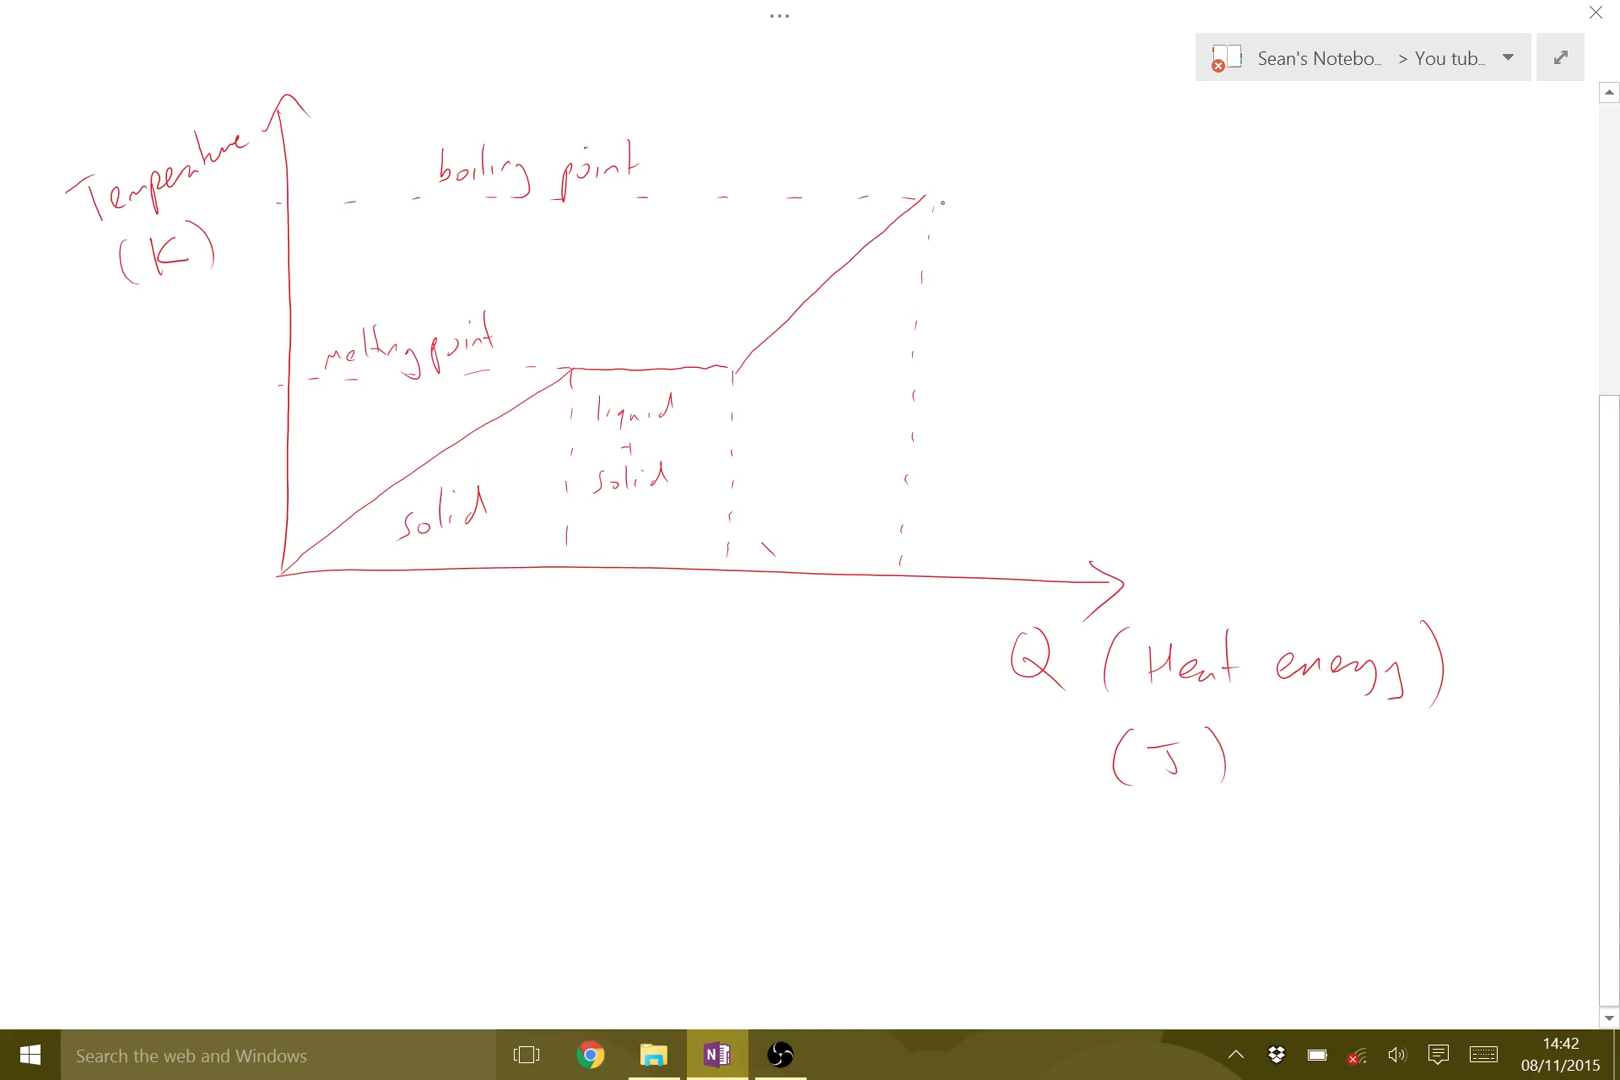 ...
Sean's Notebo... > You tub...
Temperature
(K)
boiling point
melting point
liquid
+
solid
solid
Q (Heat energy)
(J)
Search the web and Windows
14:42
08/11/2015